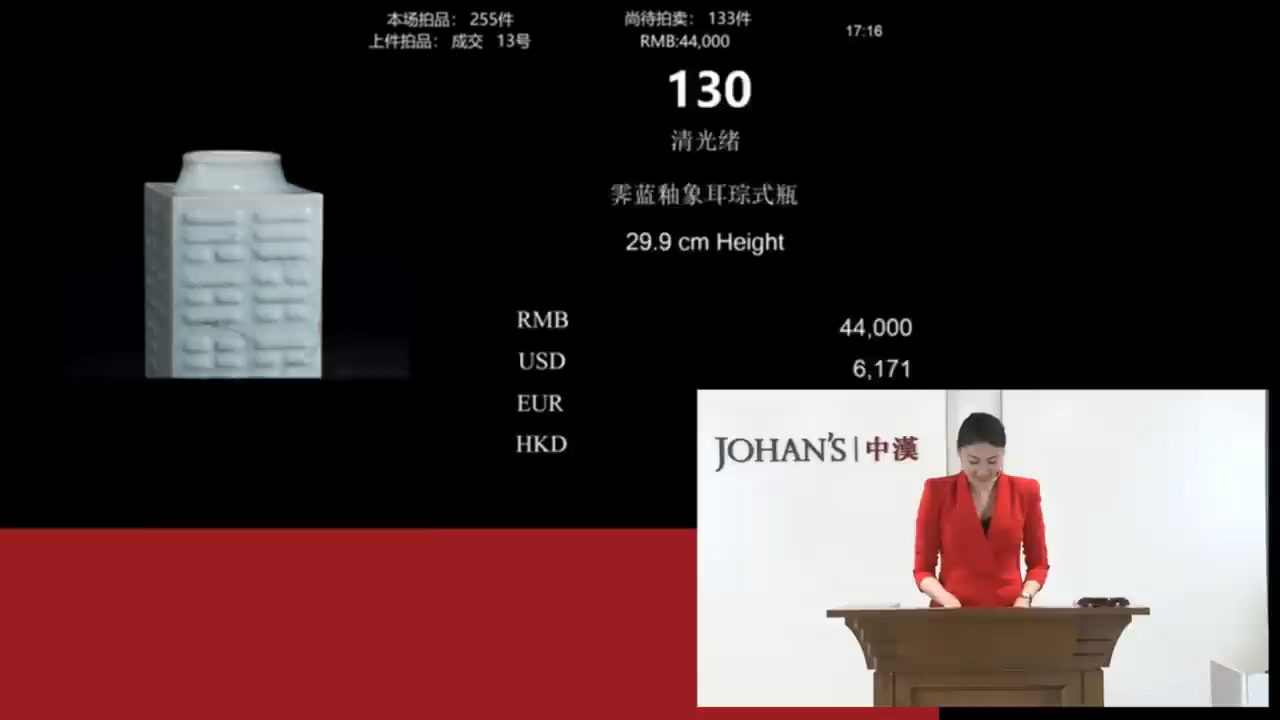 本场拍品： 255件
上件拍品： 成交 13号
尚待拍卖： 133件
RMB:44,000
17:16
130
清光绪
霁蓝釉象耳琮式瓶
29.9 cm Height
RMB 44,000
USD 6,171
EUR
HKD
JOHAN'S|中漢